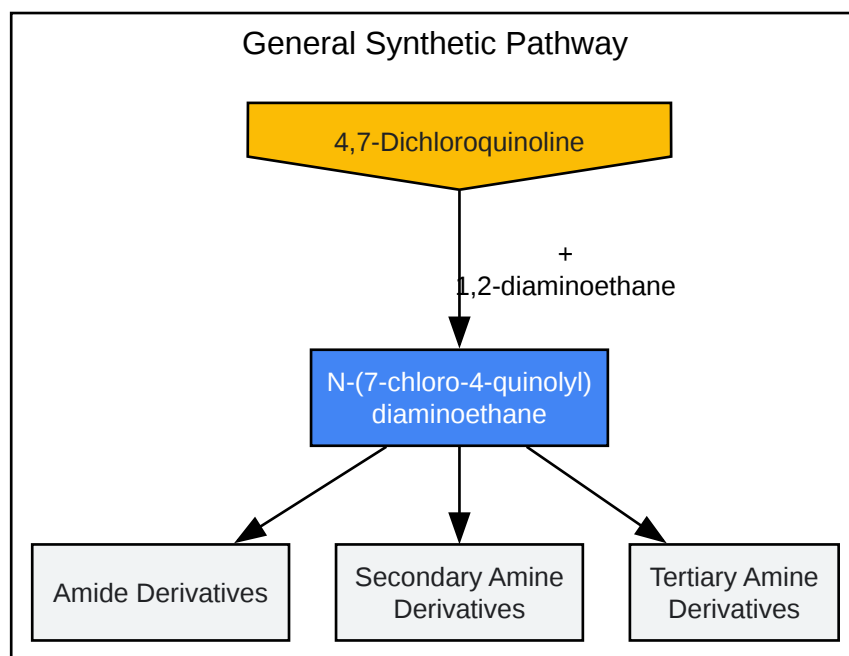 General Synthetic Pathway
4,7-Dichloroquinoline
+
1,2-diaminoethane
N-(7-chloro-4-quinolyl)
diaminoethane
Amide Derivatives
Secondary Amine
Derivatives
Tertiary Amine
Derivatives